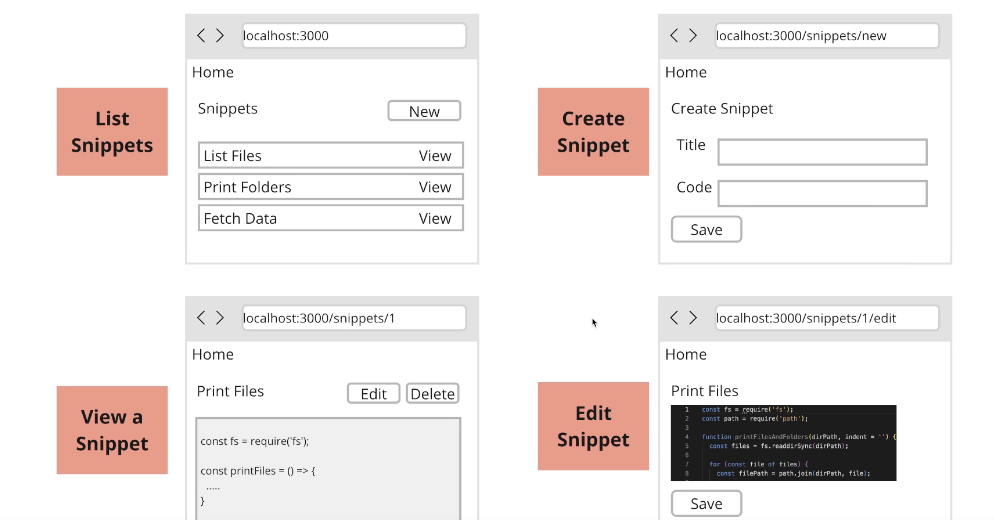 localhost:3000
Home
List
Snippets
Snippets
New
List Files View
Print Folders View
Fetch Data View
localhost:3000/snippets/new
Home
Create
Snippet
Create Snippet
Title
Code
Save
localhost:3000/snippets/1
Home
View a
Snippet
Print Files
Edit Delete
const fs = require('fs');
const printFiles = () => {
.....
}
localhost:3000/snippets/1/edit
Home
Edit
Snippet
Print Files
1 const fs = require('fs');
2 const path = require('path');
3
4 function printFilesAndFolders(dirPath, indent = '') {
5 const files = fs.readdirSync(dirPath);
6
7 for (const file of files) {
8 const filePath = path.join(dirPath, file);
Save